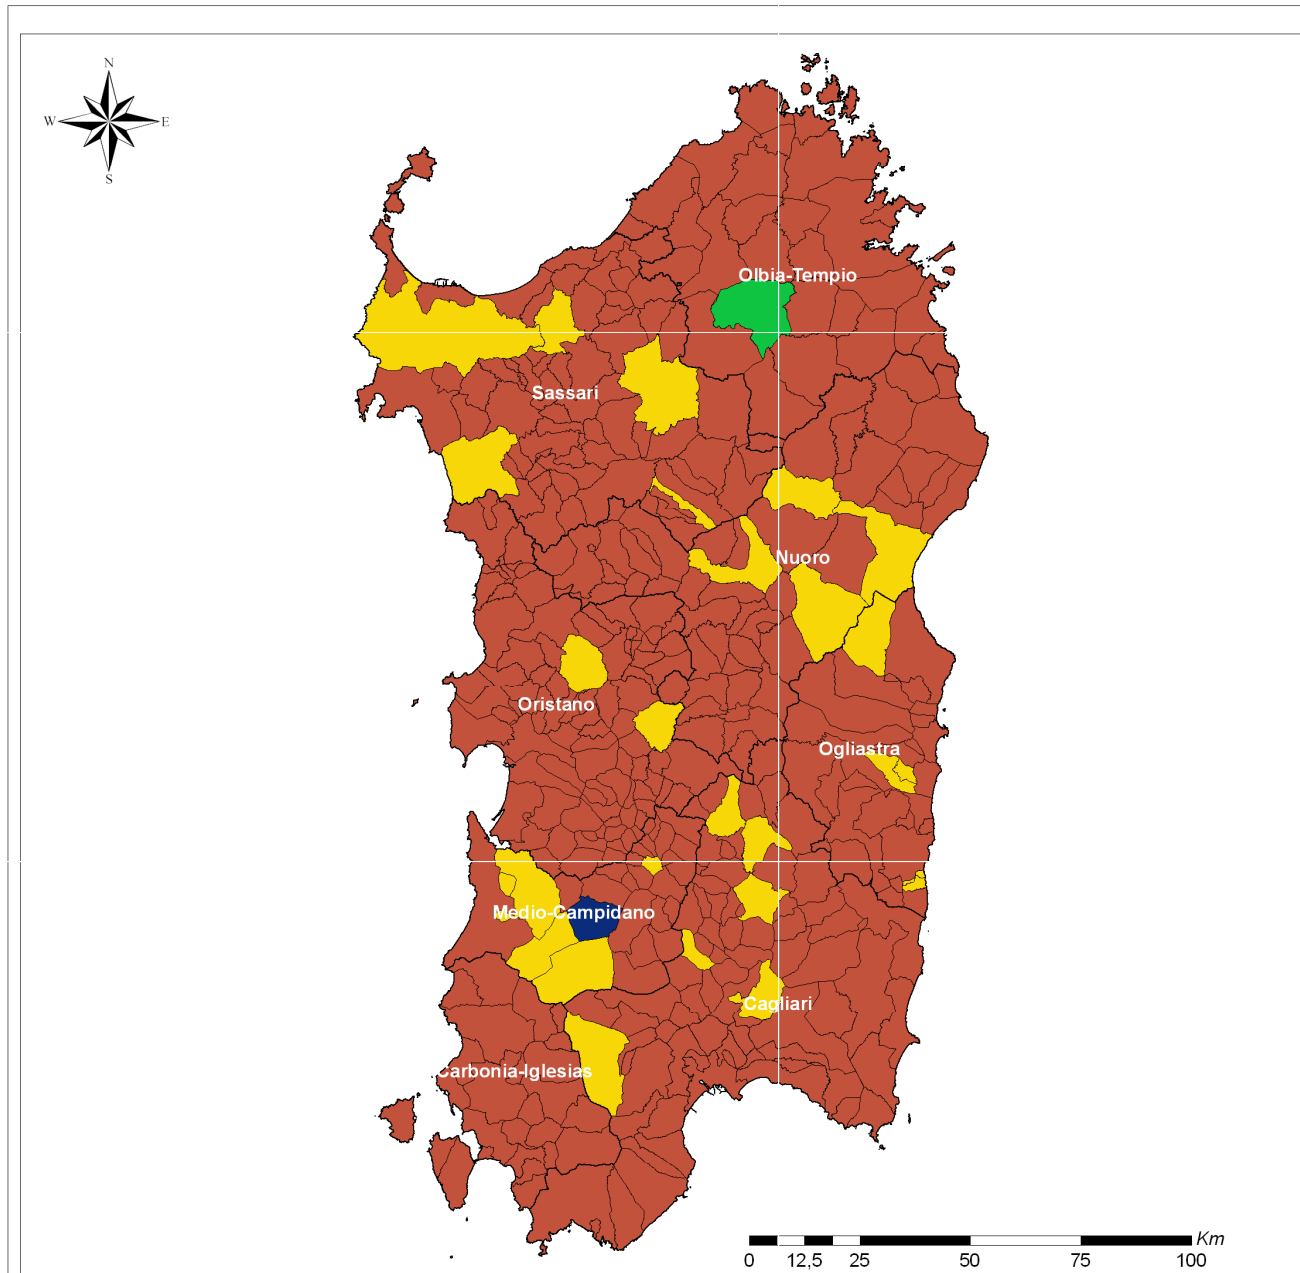 N
W E
S
Olbia-Tempio
Sassari
Nuoro
Oristano
Ogliastra
Medio-Campidano
Cagliari
Carbonia-Iglesias
Km
0 12,5 25 50 75 100